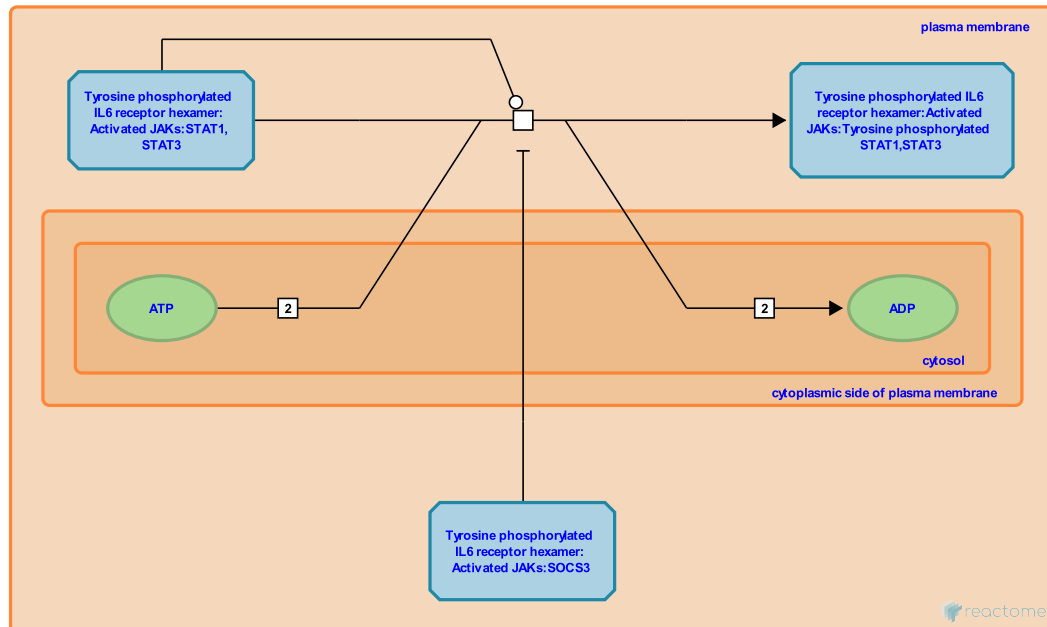 plasma membrane
Tyrosine phosphorylated
IL6 receptor hexamer:
Activated JAKs:STAT1,
STAT3
Tyrosine phosphorylated IL6
receptor hexamer:Activated
JAKs:Tyrosine phosphorylated
STAT1,STAT3
ATP
2
2
ADP
cytosol
cytoplasmic side of plasma membrane
Tyrosine phosphorylated
IL6 receptor hexamer:
Activated JAKs:SOCS3
reactome